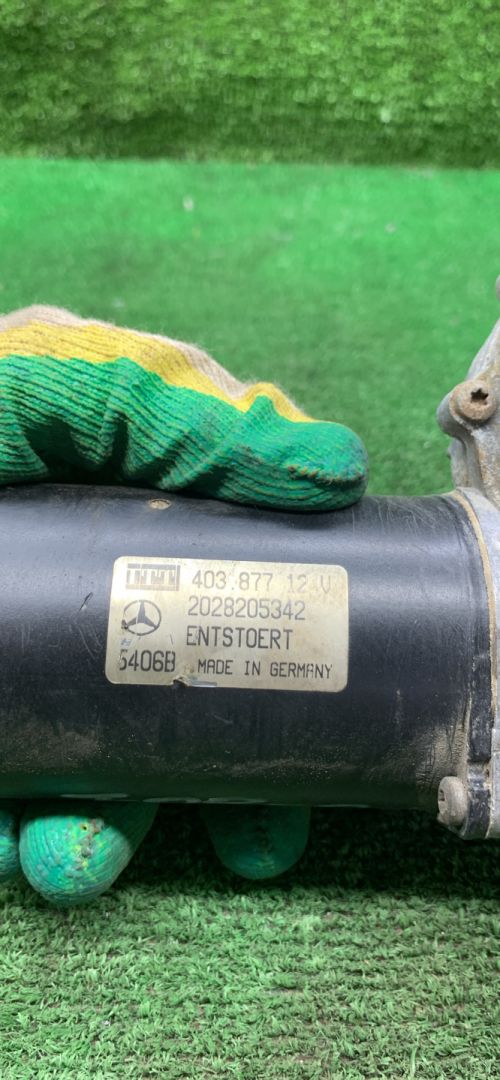 403.877 12 V
2028205342
ENTSTOERT
5406B MADE IN GERMANY